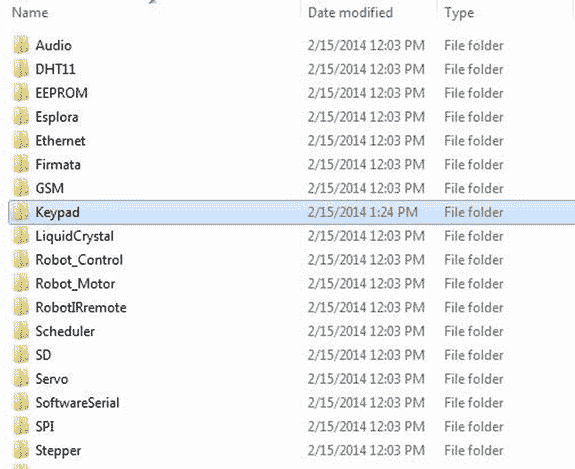 Name Date modified Type
Audio 2/15/2014 12:03 PM File folder
DHT11 2/15/2014 12:03 PM File folder
EEPROM 2/15/2014 12:03 PM File folder
Esplora 2/15/2014 12:03 PM File folder
Ethernet 2/15/2014 12:03 PM File folder
Firmata 2/15/2014 12:03 PM File folder
GSM 2/15/2014 12:03 PM File folder
Keypad 2/15/2014 1:24 PM File folder
LiquidCrystal 2/15/2014 12:03 PM File folder
Robot_Control 2/15/2014 12:03 PM File folder
Robot_Motor 2/15/2014 12:03 PM File folder
RobotIRremote 2/15/2014 12:03 PM File folder
Scheduler 2/15/2014 12:03 PM File folder
SD 2/15/2014 12:03 PM File folder
Servo 2/15/2014 12:03 PM File folder
SoftwareSerial 2/15/2014 12:03 PM File folder
SPI 2/15/2014 12:03 PM File folder
Stepper 2/15/2014 12:03 PM File folder